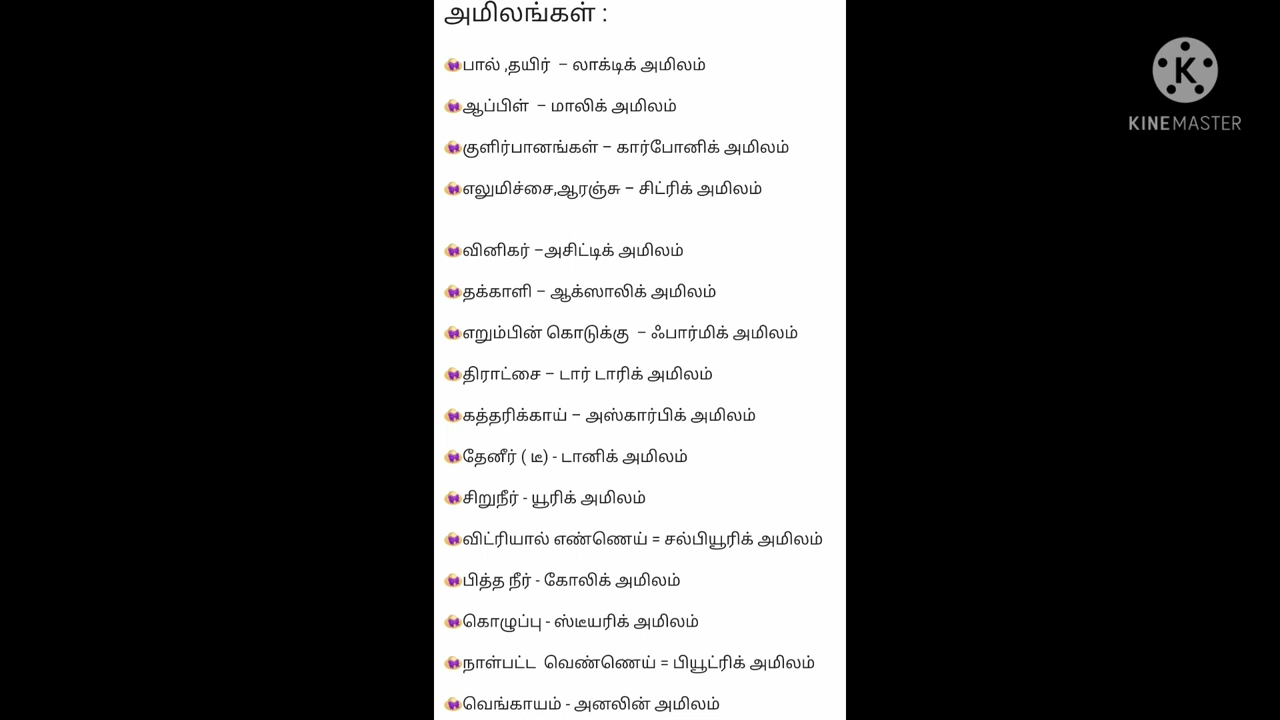 அமிலங்கள் :
பால் ,தயிர் – லாக்டிக் அமிலம்
ஆப்பிள் – மாலிக் அமிலம்
குளிர்பானங்கள் – கார்போனிக் அமிலம்
எலுமிச்சை,ஆரஞ்சு – சிட்ரிக் அமிலம்
வினிகர் –அசிட்டிக் அமிலம்
தக்காளி – ஆக்ஸாலிக் அமிலம்
எறும்பின் கொடுக்கு – ஃபார்மிக் அமிலம்
திராட்சை – டார் டாரிக் அமிலம்
கத்தரிக்காய் – அஸ்கார்பிக் அமிலம்
தேனீர் ( டீ) - டானிக் அமிலம்
சிறுநீர் - யூரிக் அமிலம்
விட்ரியால் எண்ணெய் = சல்பியூரிக் அமிலம்
பித்த நீர் - கோலிக் அமிலம்
கொழுப்பு - ஸ்டீயரிக் அமிலம்
நாள்பட்ட வெண்ணெய் = பியூட்ரிக் அமிலம்
வெங்காயம் - அனலின் அமிலம்
K
KINEMASTER